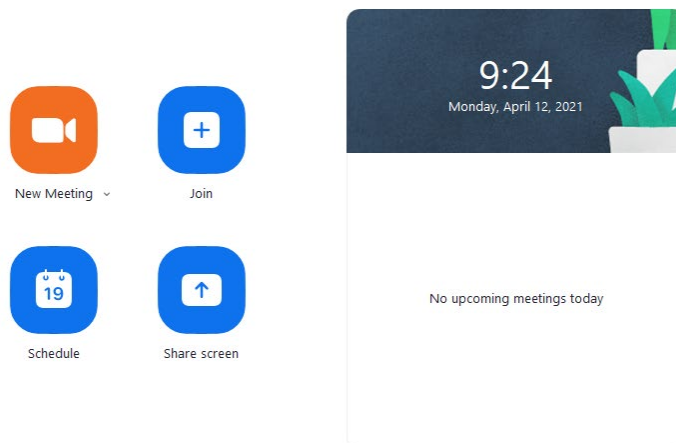 9:24
Monday, April 12, 2021
New Meeting
Join
19
Schedule
Share screen
No upcoming meetings today